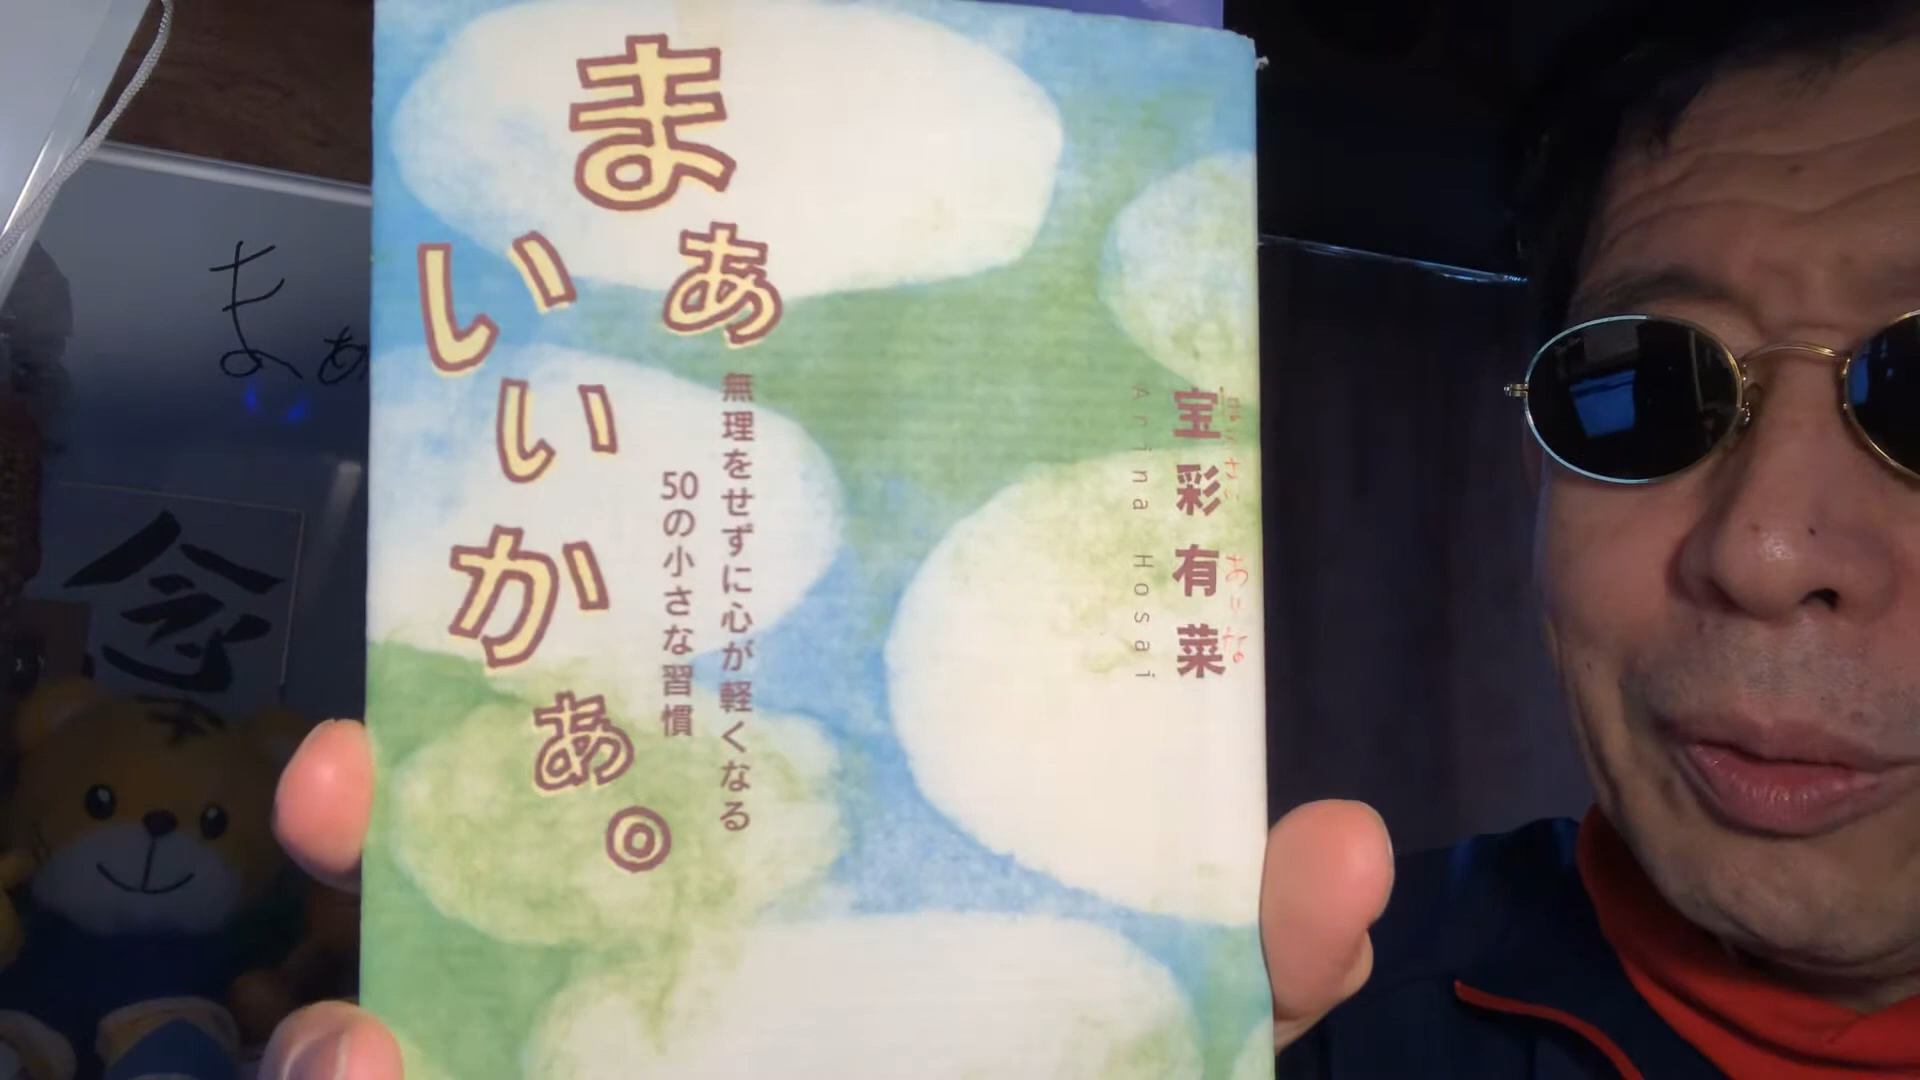 まぁ
いいかぁ。
無理をせずに心が軽くなる
50の小さな習慣
宝彩有菜
ほうさい ありな
Arina Hosai
まぁ
念